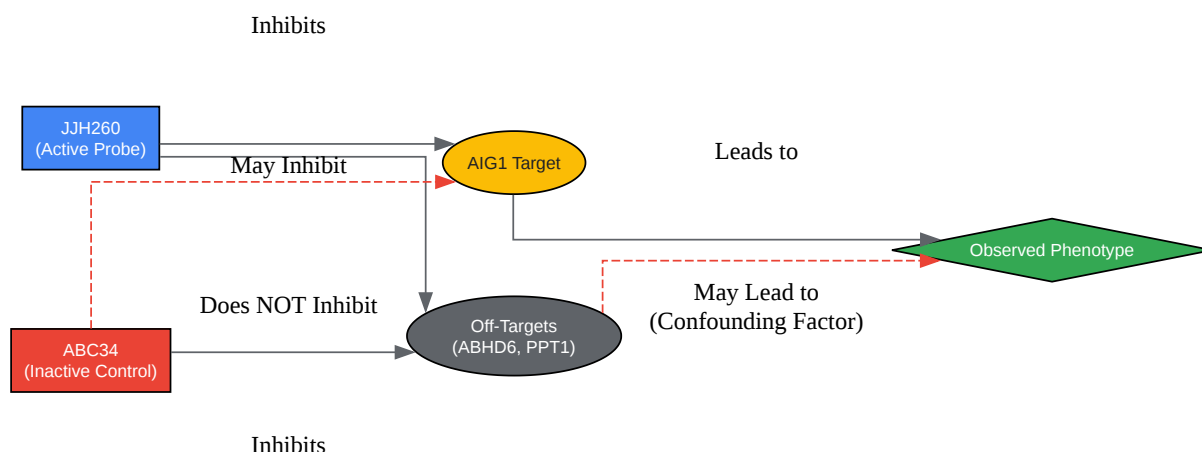 Inhibits
JJH260
(Active Probe)
May Inhibit
AIG1 Target
Leads to
Observed Phenotype
Does NOT Inhibit
May Lead to
(Confounding Factor)
Off-Targets
(ABHD6, PPT1)
ABC34
(Inactive Control)
Inhibits